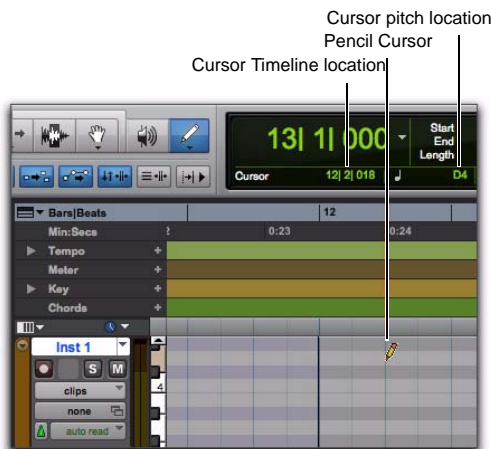 Cursor pitch location
Pencil Cursor
Cursor Timeline location
13| 1| 000
Start
End
Length
Cursor
12| 2| 018
D4
Bars|Beats
12
Min:Secs
0:23
0:24
Tempo
+
Meter
+
Key
+
Chords
+
Inst 1
S M
clips
none
auto read
4